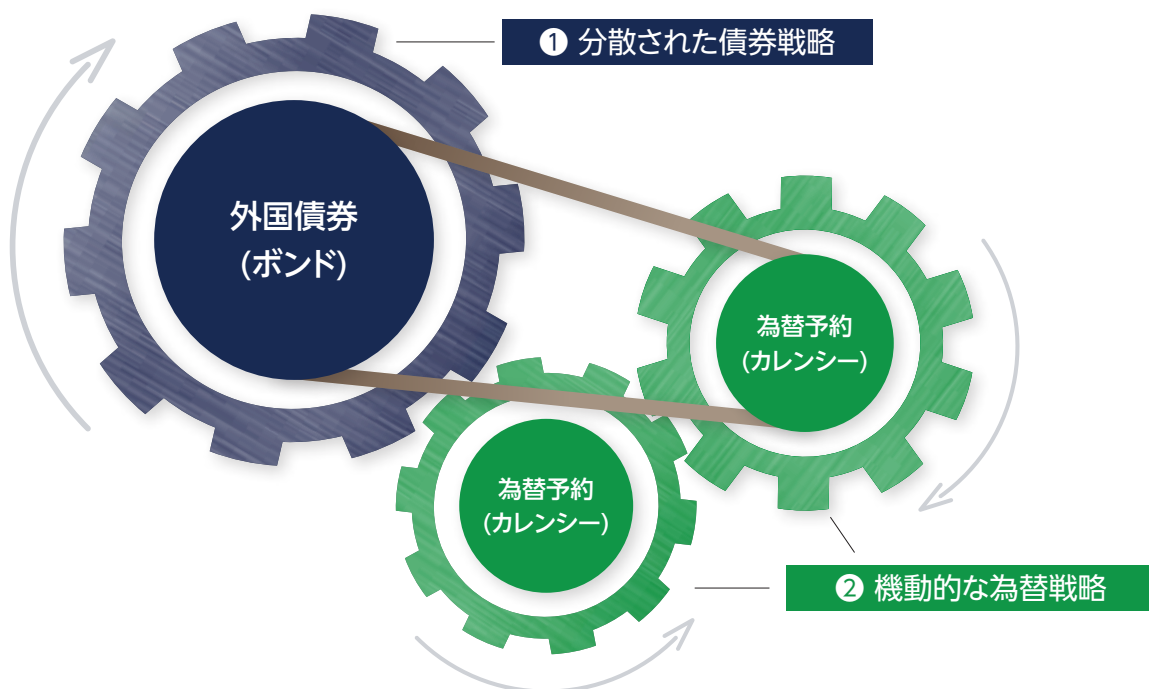 ❶ 分散された債券戦略
外国債券
(ボンド)
為替予約
(カレンシー)
為替予約
(カレンシー)
❷ 機動的な為替戦略